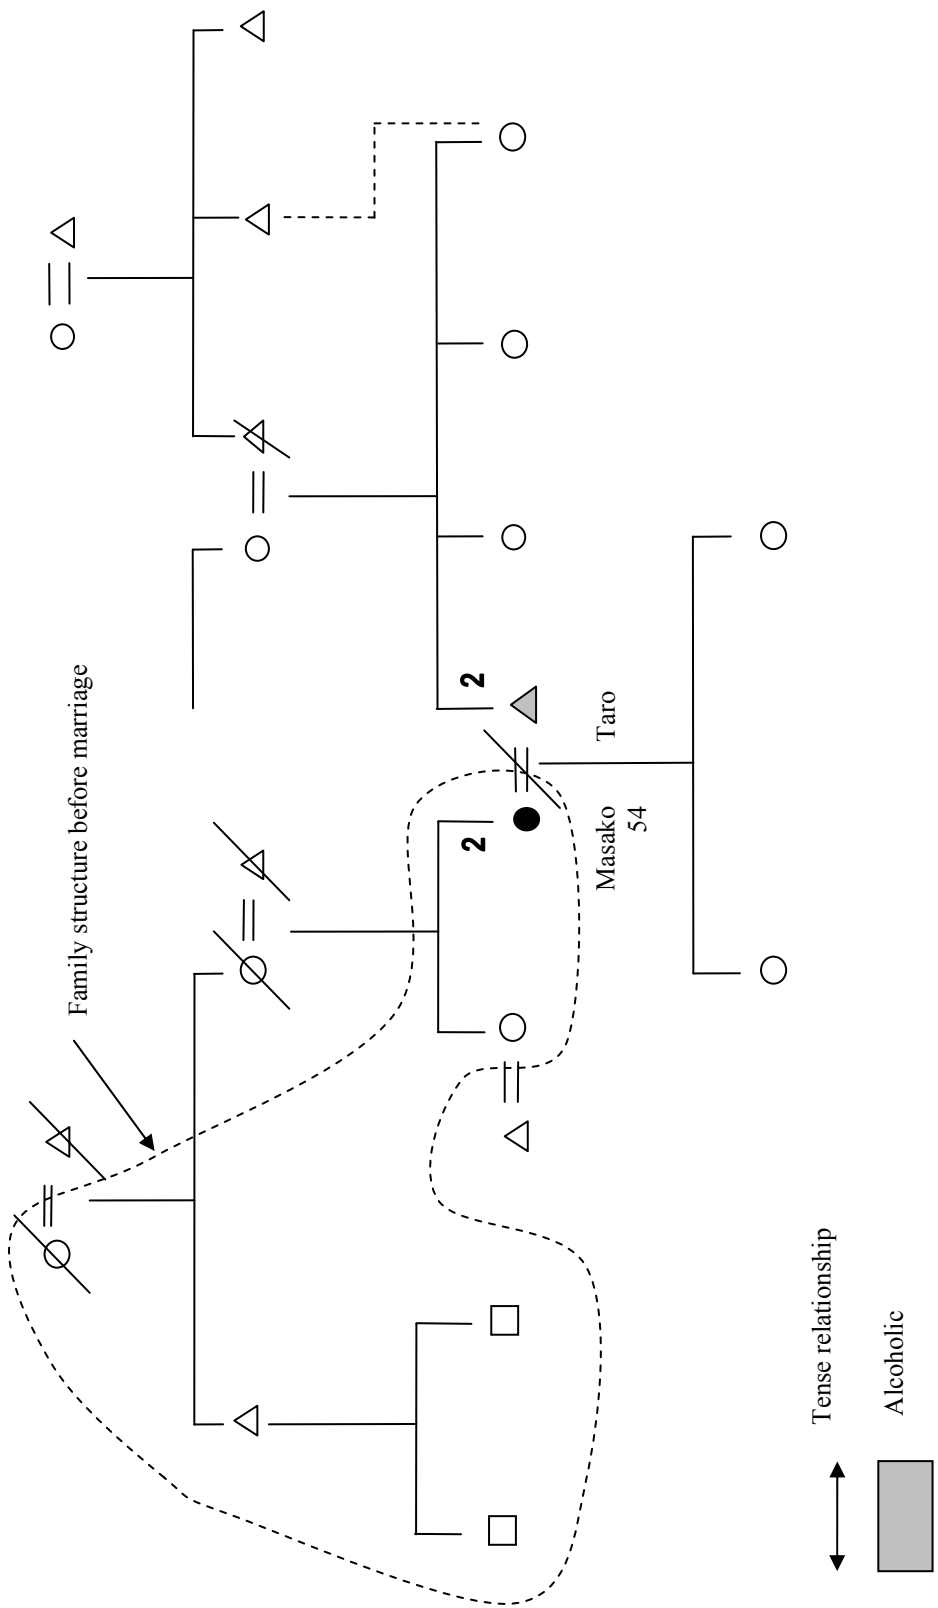 Family structure before marriage
2
2
Masako
54
Taro
Tense relationship
Alcoholic